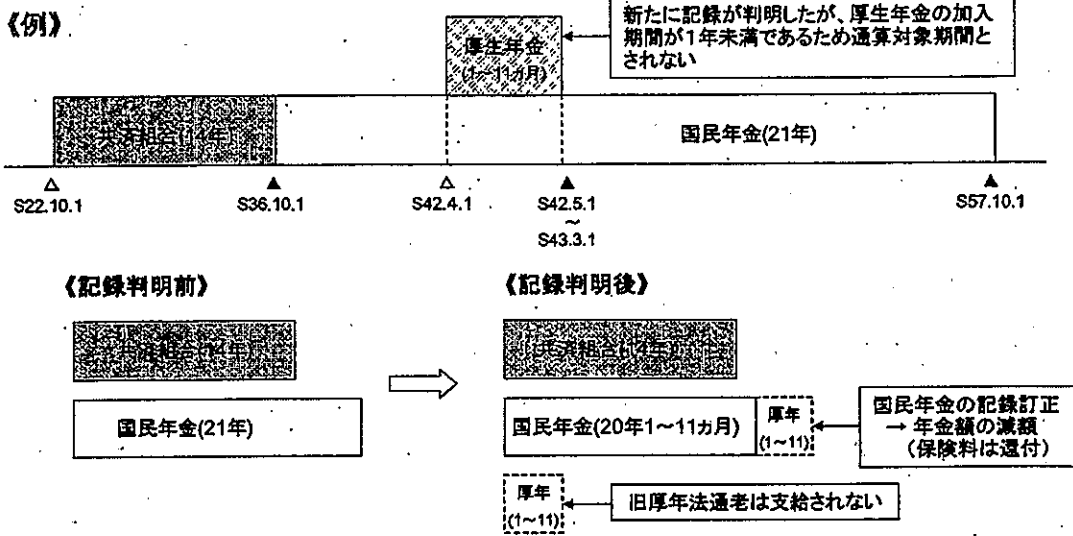 《例》
新たに記録が判明したが、厚生年金の加入
期間が1年未満であるため通算対象期間と
されない
厚生年金
(1~11カ月)
共済組合(14年)
国民年金(21年)
S22.10.1
S36.10.1
S42.4.1
S42.5.1
~
S43.3.1
S57.10.1
《記録判明前》
《記録判明後》
共済組合(14年)
共済組合(14年)
国民年金(21年)
国民年金(20年1~11カ月)
厚年
(1~11)
国民年金の記録訂正
→ 年金額の減額
(保険料は還付)
厚年
(1~11)
旧厚年法通老は支給されない